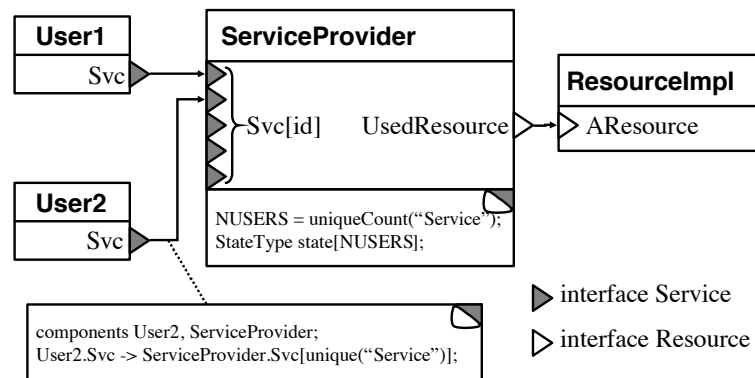 User1
Svc
ServiceProvider
Svc[id]
UsedResource
ResourceImpl
AResource
User2
Svc
NUSERS = uniqueCount(“Service”);
StateType state[NUSERS];
components User2, ServiceProvider;
User2.Svc -> ServiceProvider.Svc[unique(“Service”)];
interface Service
interface Resource